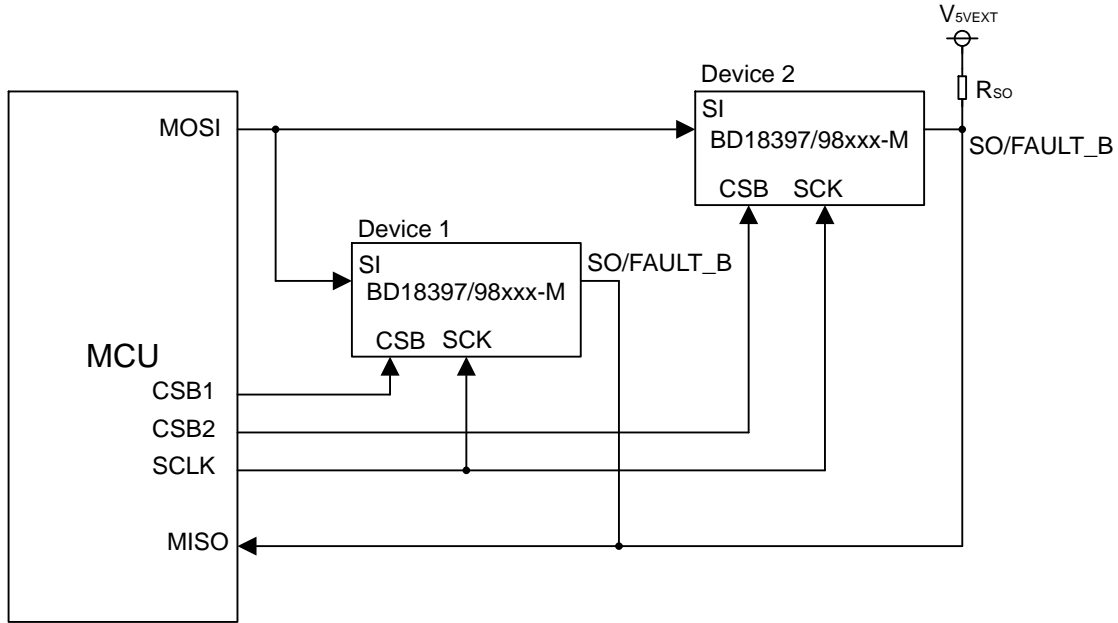 V5VEXT
RSO
Device 2
SI
BD18397/98xxx-M
CSB SCK
SO/FAULT_B
MOSI
Device 1
SI
BD18397/98xxx-M
CSB SCK
SO/FAULT_B
MCU
CSB1
CSB2
SCLK
MISO